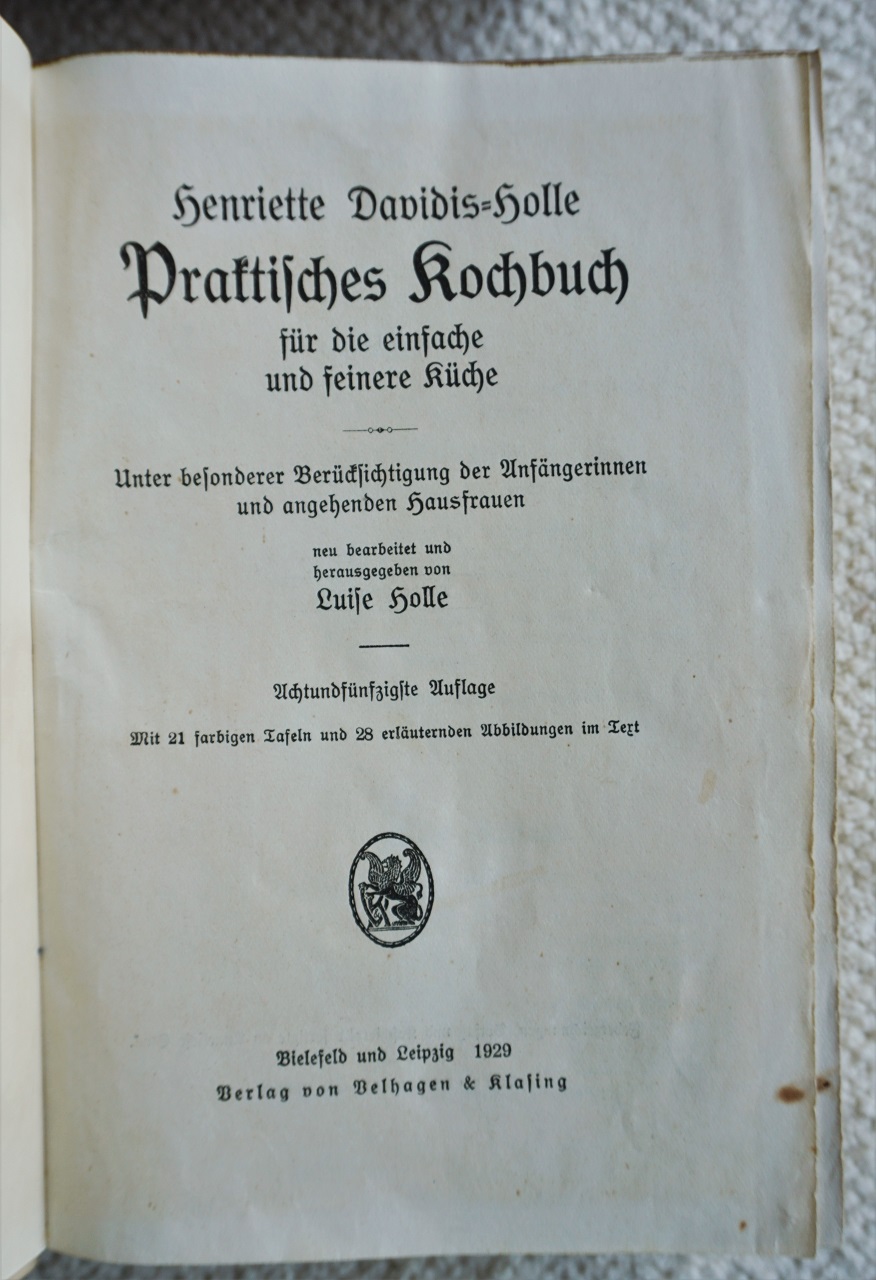 Henriette Davidis=Holle
Praktiſches Kochbuch
für die einfache
und feinere Küche
Unter beſonderer Berückſichtigung der Anfängerinnen
und angehenden Hausfrauen
neu bearbeitet und
herausgegeben von
Luiſe Holle
Achtundfünfzigſte Auflage
Mit 21 farbigen Tafeln und 28 erläuternden Abbildungen im Text
Bielefeld und Leipzig 1929
Verlag von Velhagen & Klaſing